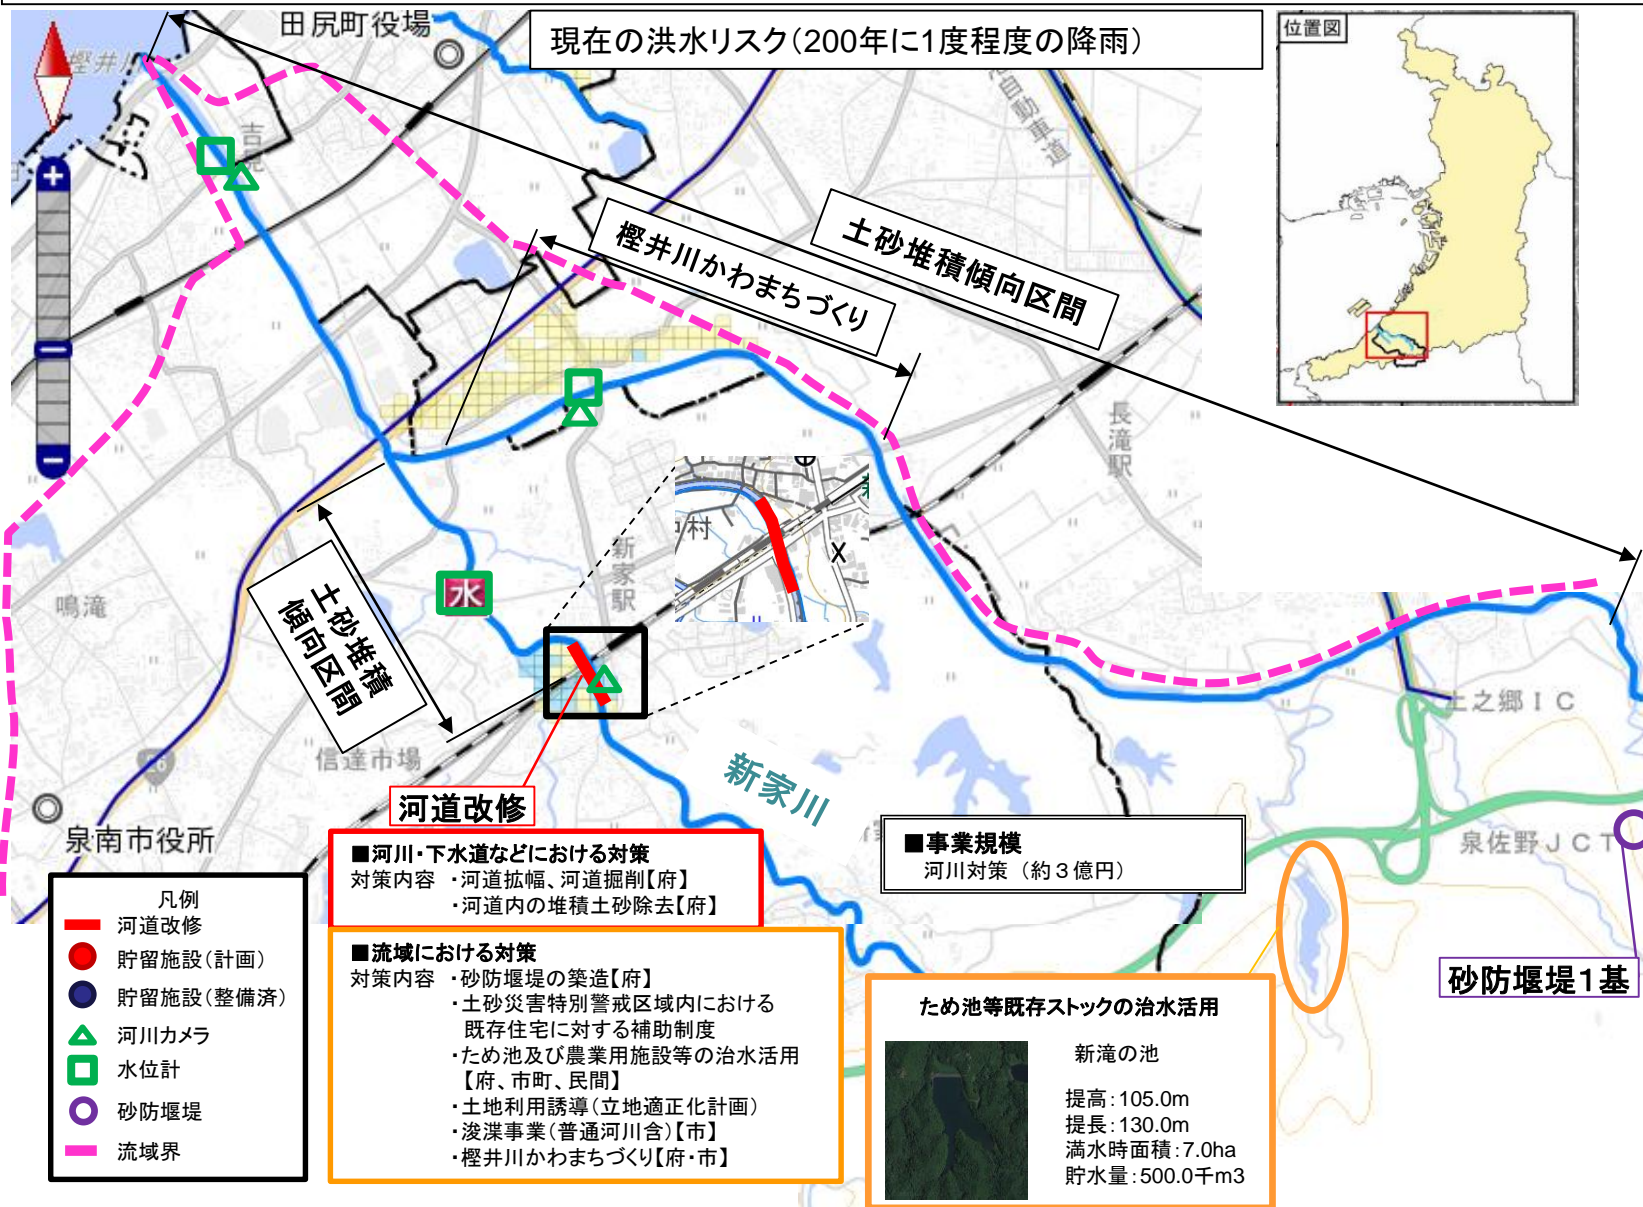 現在の洪水リスク(200年に1度程度の降雨)
位置図
田尻町役場
樫井川
吉見
自動車道
樫井川かわまちづくり
土砂堆積傾向区間
長滝駅
新家駅
中村
水
土砂堆積
傾向区間
鳴滝
信達市場
26
泉南市役所
新家川
上之郷IC
泉佐野JCT
河道改修
■河川・下水道などにおける対策
対策内容 ・河道拡幅、河道掘削【府】
・河道内の堆積土砂除去【府】
■事業規模
河川対策 (約3億円)
■流域における対策
対策内容 ・砂防堰堤の築造【府】
・土砂災害特別警戒区域内における
既存住宅に対する補助制度
・ため池及び農業用施設等の治水活用
【府、市町、民間】
・土地利用誘導(立地適正化計画)
・浚渫事業(普通河川含)【市】
・樫井川かわまちづくり【府・市】
凡例
河道改修
貯留施設(計画)
貯留施設(整備済)
河川カメラ
水位計
砂防堰堤
流域界
砂防堰堤1基
ため池等既存ストックの治水活用
新滝の池
提高:105.0m
提長:130.0m
満水時面積:7.0ha
貯水量:500.0千m3